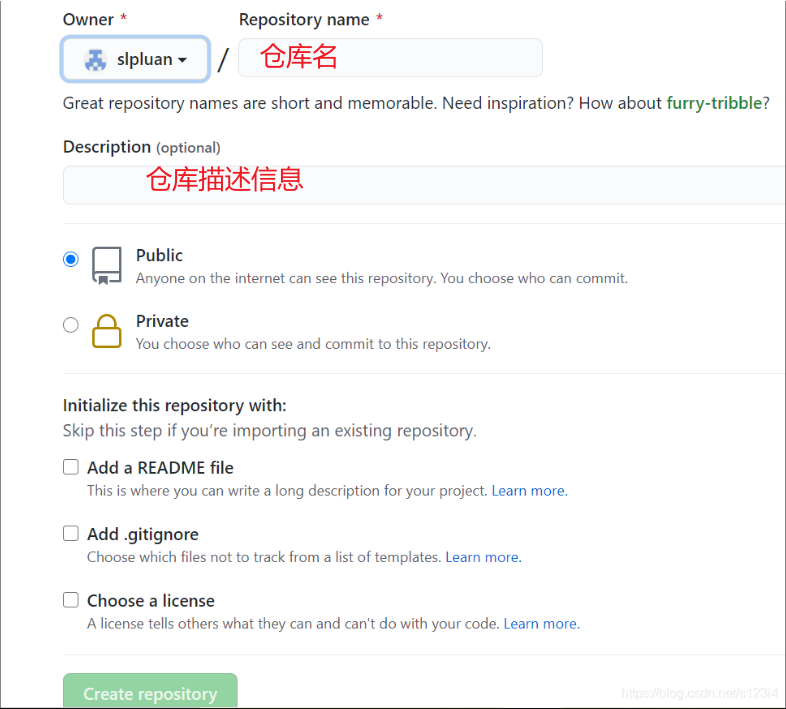 Owner *
Repository name *
slpluan
/
仓库名
Great repository names are short and memorable. Need inspiration? How about furry-tribble?
Description (optional)
仓库描述信息
Public
Anyone on the internet can see this repository. You choose who can commit.
Private
You choose who can see and commit to this repository.
Initialize this repository with:
Skip this step if you’re importing an existing repository.
Add a README file
This is where you can write a long description for your project. Learn more.
Add .gitignore
Choose which files not to track from a list of templates. Learn more.
Choose a license
A license tells others what they can and can't do with your code. Learn more.
Create repository
https://blog.csdn.net/s123l4